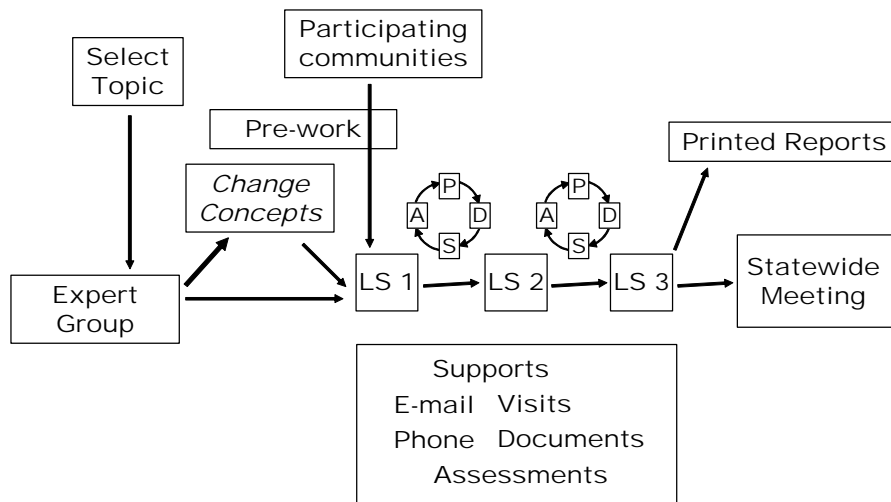 Participating
communities
Select
Topic
Pre-work
Printed Reports
Change
Concepts
P
A
D
S
P
A
D
S
LS 1
LS 2
LS 3
Statewide
Meeting
Expert
Group
Supports
E-mail Visits
Phone Documents
Assessments